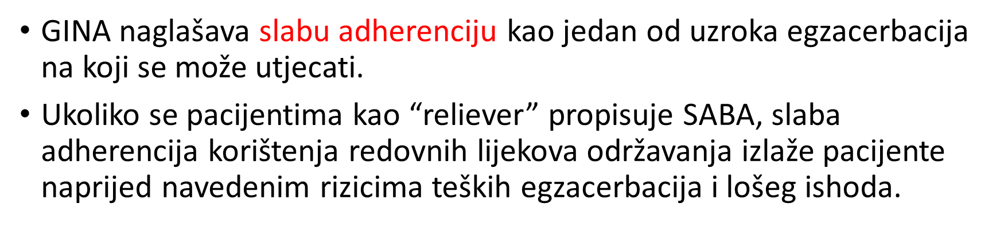 • GINA naglašava slabu adherenciju kao jedan od uzroka egzacerbacija
na koji se može utjecati.
• Ukoliko se pacijentima kao “reliever” propisuje SABA, slaba
adherencija korištenja redovnih lijekova održavanja izlaže pacijente
naprijed navedenim rizicima teških egzacerbacija i lošeg ishoda.